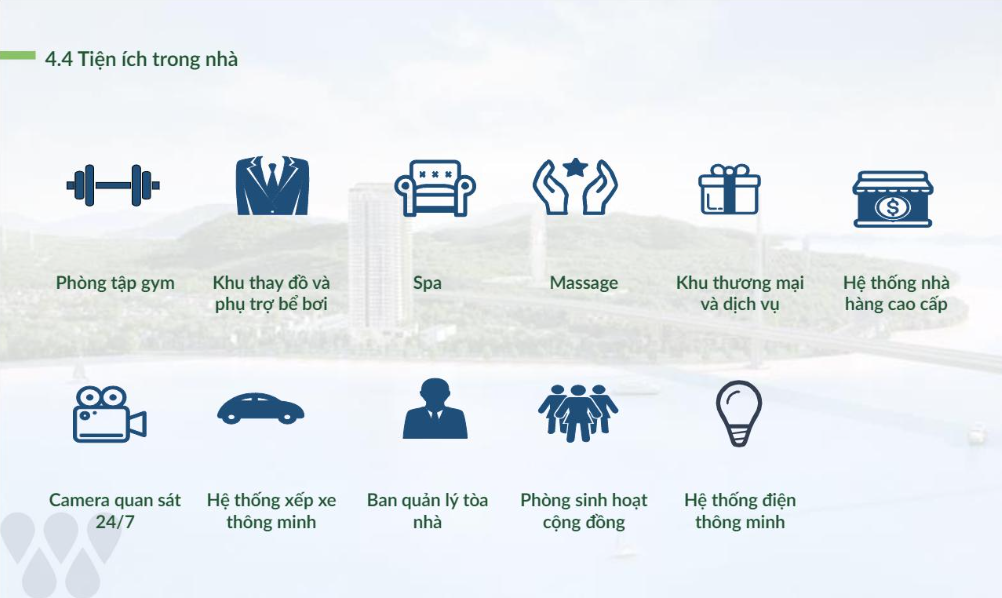 4.4 Tiện ích trong nhà
Phòng tập gym
Khu thay đồ và
phụ trợ bể bơi
Spa
Massage
Khu thương mại
và dịch vụ
Hệ thống nhà
hàng cao cấp
Camera quan sát
24/7
Hệ thống xếp xe
thông minh
Ban quản lý tòa
nhà
Phòng sinh hoạt
cộng đồng
Hệ thống điện
thông minh